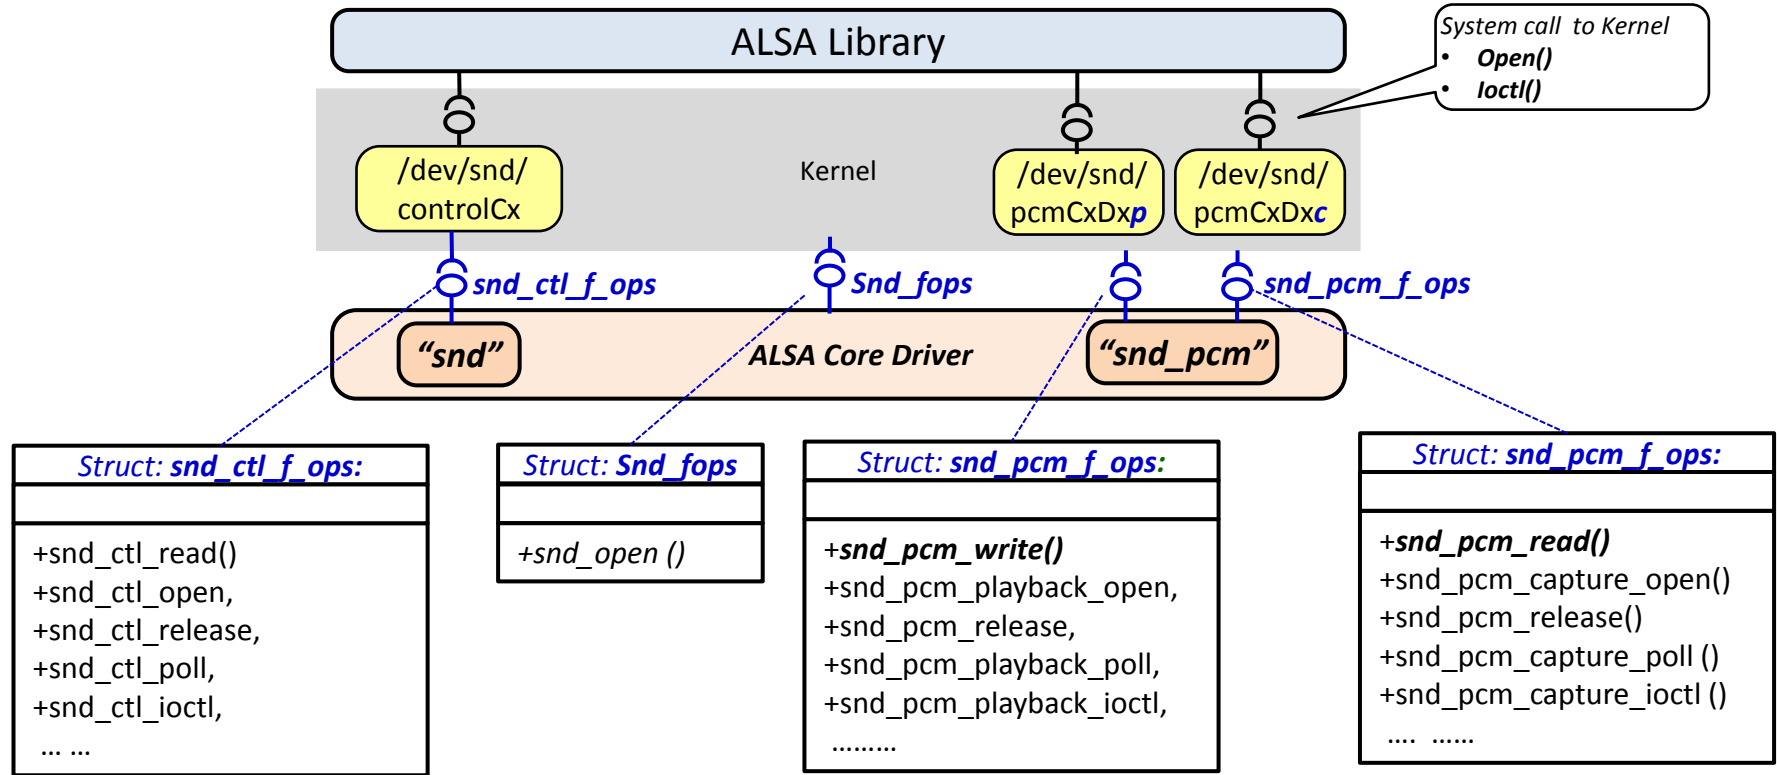 ALSA Library
System call  to Kernel
• Open()
• Ioctl()
Kernel
/dev/snd/
controlCx
/dev/snd/
pcmCxDxp
/dev/snd/
pcmCxDxc
snd_ctl_f_ops
Snd_fops
snd_pcm_f_ops
“snd”
ALSA Core Driver
“snd_pcm”
Struct: snd_ctl_f_ops:
+snd_ctl_read()
+snd_ctl_open,
+snd_ctl_release,
+snd_ctl_poll,
+snd_ctl_ioctl,
... ...
Struct: Snd_fops
+snd_open ()
Struct: snd_pcm_f_ops:
+snd_pcm_write()
+snd_pcm_playback_open,
+snd_pcm_release,
+snd_pcm_playback_poll,
+snd_pcm_playback_ioctl,
.........
Struct: snd_pcm_f_ops:
+snd_pcm_read()
+snd_pcm_capture_open()
+snd_pcm_release()
+snd_pcm_capture_poll ()
+snd_pcm_capture_ioctl ()
....  ......